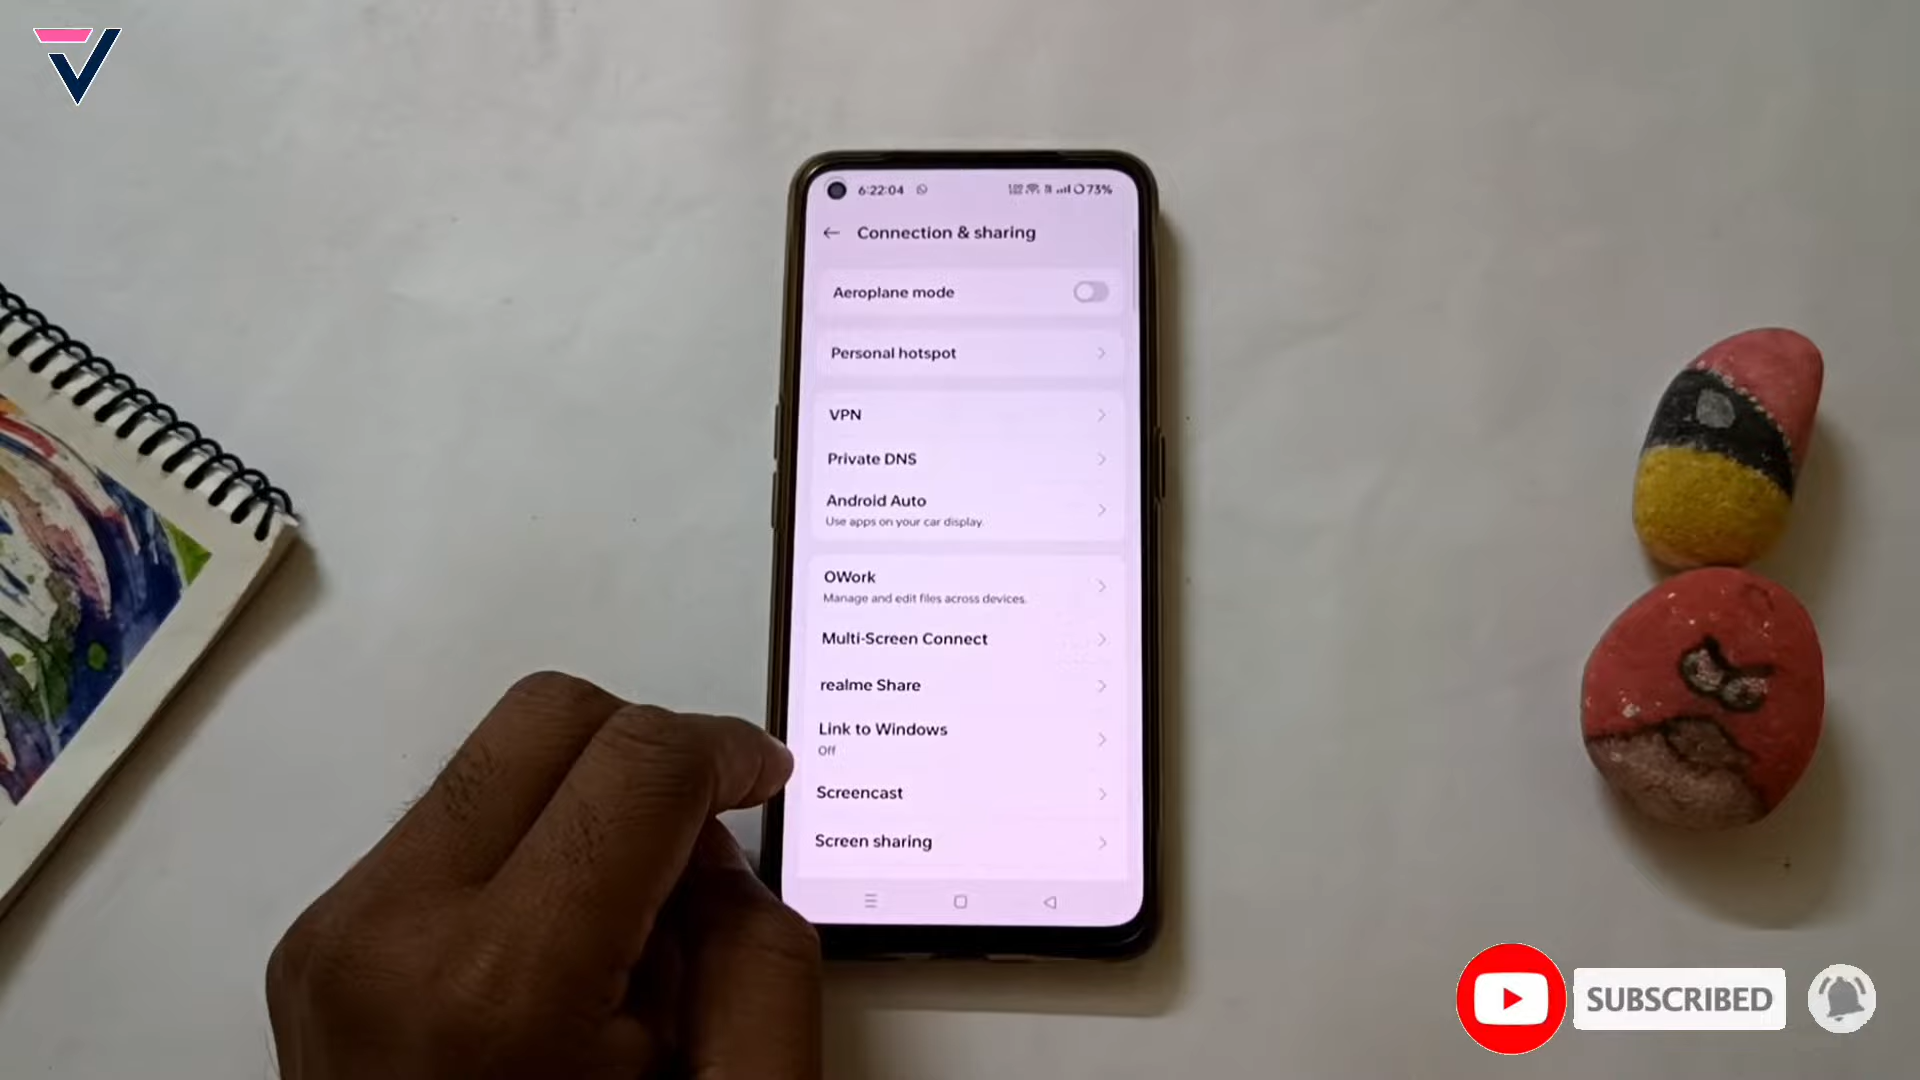 6:22:04
73%
Connection & sharing
Aeroplane mode
Personal hotspot
VPN
Private DNS
Android Auto
Use apps on your car display.
OWork
Manage and edit files across devices.
Multi-Screen Connect
realme Share
Link to Windows
Off
Screencast
Screen sharing
SUBSCRIBED